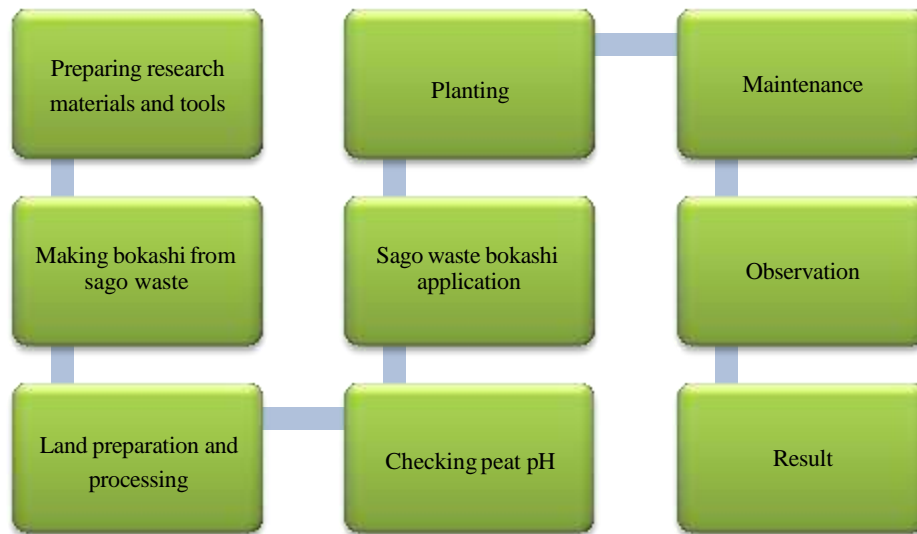 Preparing research
materials and tools
Making bokashi from
sago waste
Land preparation and
processing
Checking peat pH
Sago waste bokashi
application
Planting
Maintenance
Observation
Result